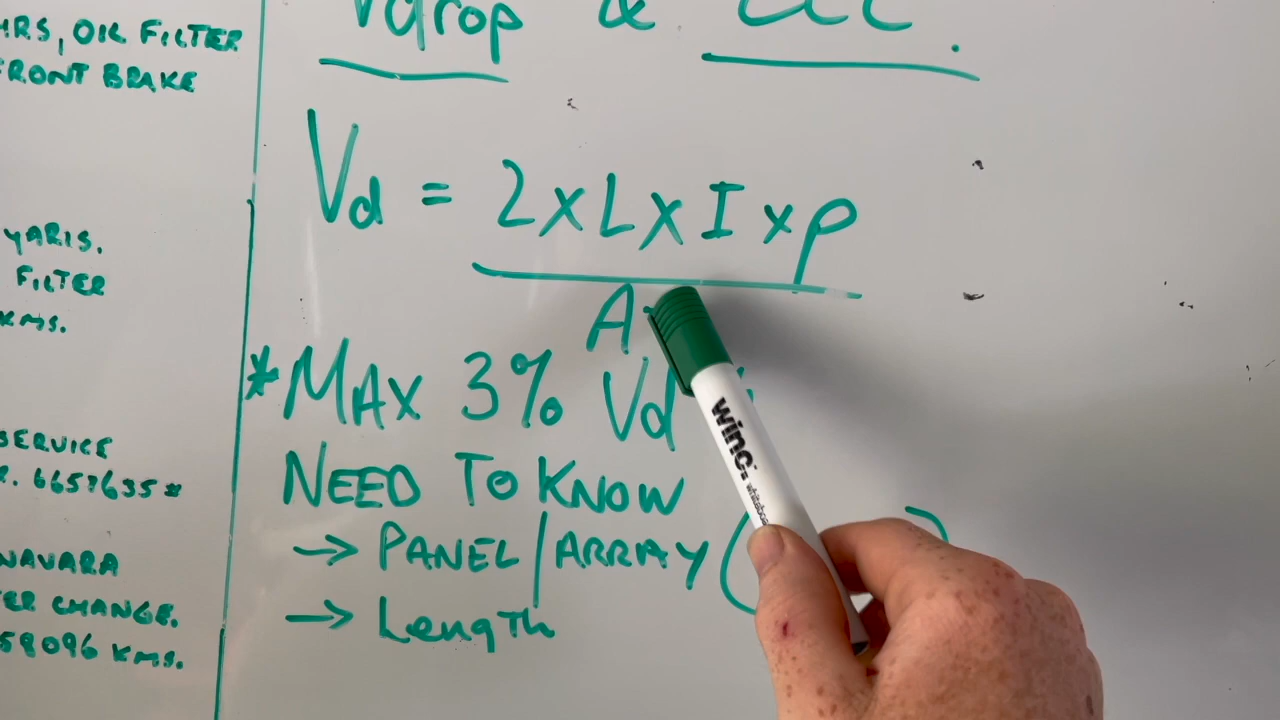 HRS, OIL FILTER
FRONT BRAKE
YARIS.
FILTER
KMS.
SERVICE
R. 6657635*
NAVARA
CHANGE.
58096 KMS.
Vdrop &
Vd = 2 x L x I x ρ
A
*MAX 3% Vd
NEED TO KNOW
→ PANEL/ARRAY (
→ Length
winc.